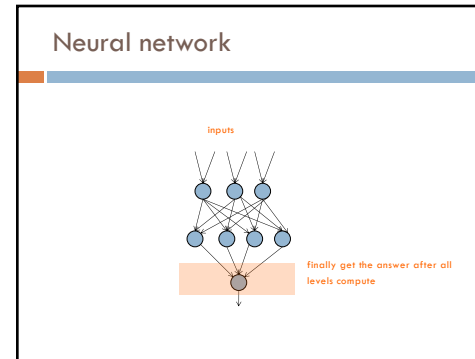 Neural network
inputs
finally get the answer after all
levels compute